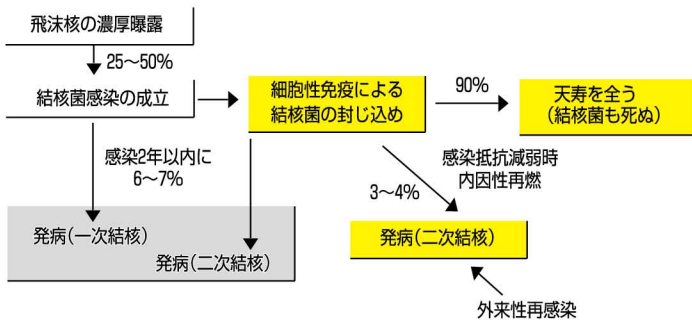 飛沫核の濃厚曝露
25〜50%
結核菌感染の成立
細胞性免疫による
結核菌の封じ込め
90%
天寿を全う
(結核菌も死ぬ)
感染2年以内に
6〜7%
感染抵抗減弱時
内因性再燃
3〜4%
発病(一次結核)
発病(二次結核)
発病(二次結核)
外来性再感染